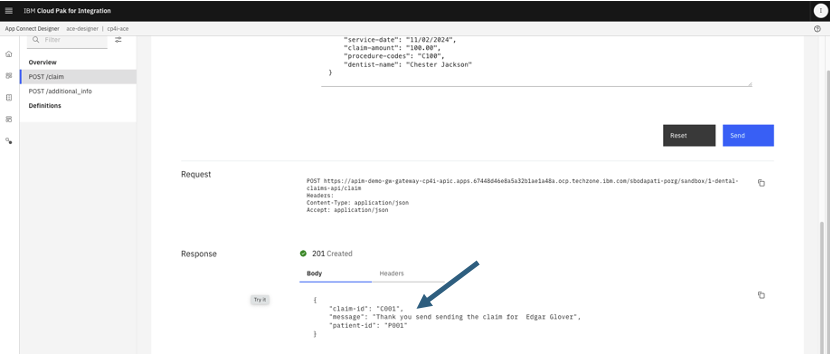 IBM Cloud Pak for Integration
App Connect Designer ace-designer | cp4i-ace
Filter
Overview
POST /claim
POST /additional_info
Definitions
"service-date": "11/02/2024",
"claim-amount": "100.00",
"procedure-codes": "C100",
"dentist-name": "Chester Jackson"
}
Reset
Send
Request
POST https://apim-demo-gw-gateway-cp4i-apic.apps.67448d46e8a5a32b1ae1a48a.ocp.techzone.ibm.com/sbodapati-porg/sandbox/1-dental-
claims-api/claim
Headers:
Content-Type: application/json
Accept: application/json
Response
201 Created
Body
Headers
Try it
{
"claim-id": "C001",
"message": "Thank you send sending the claim for  Edgar Glover",
"patient-id": "P001"
}